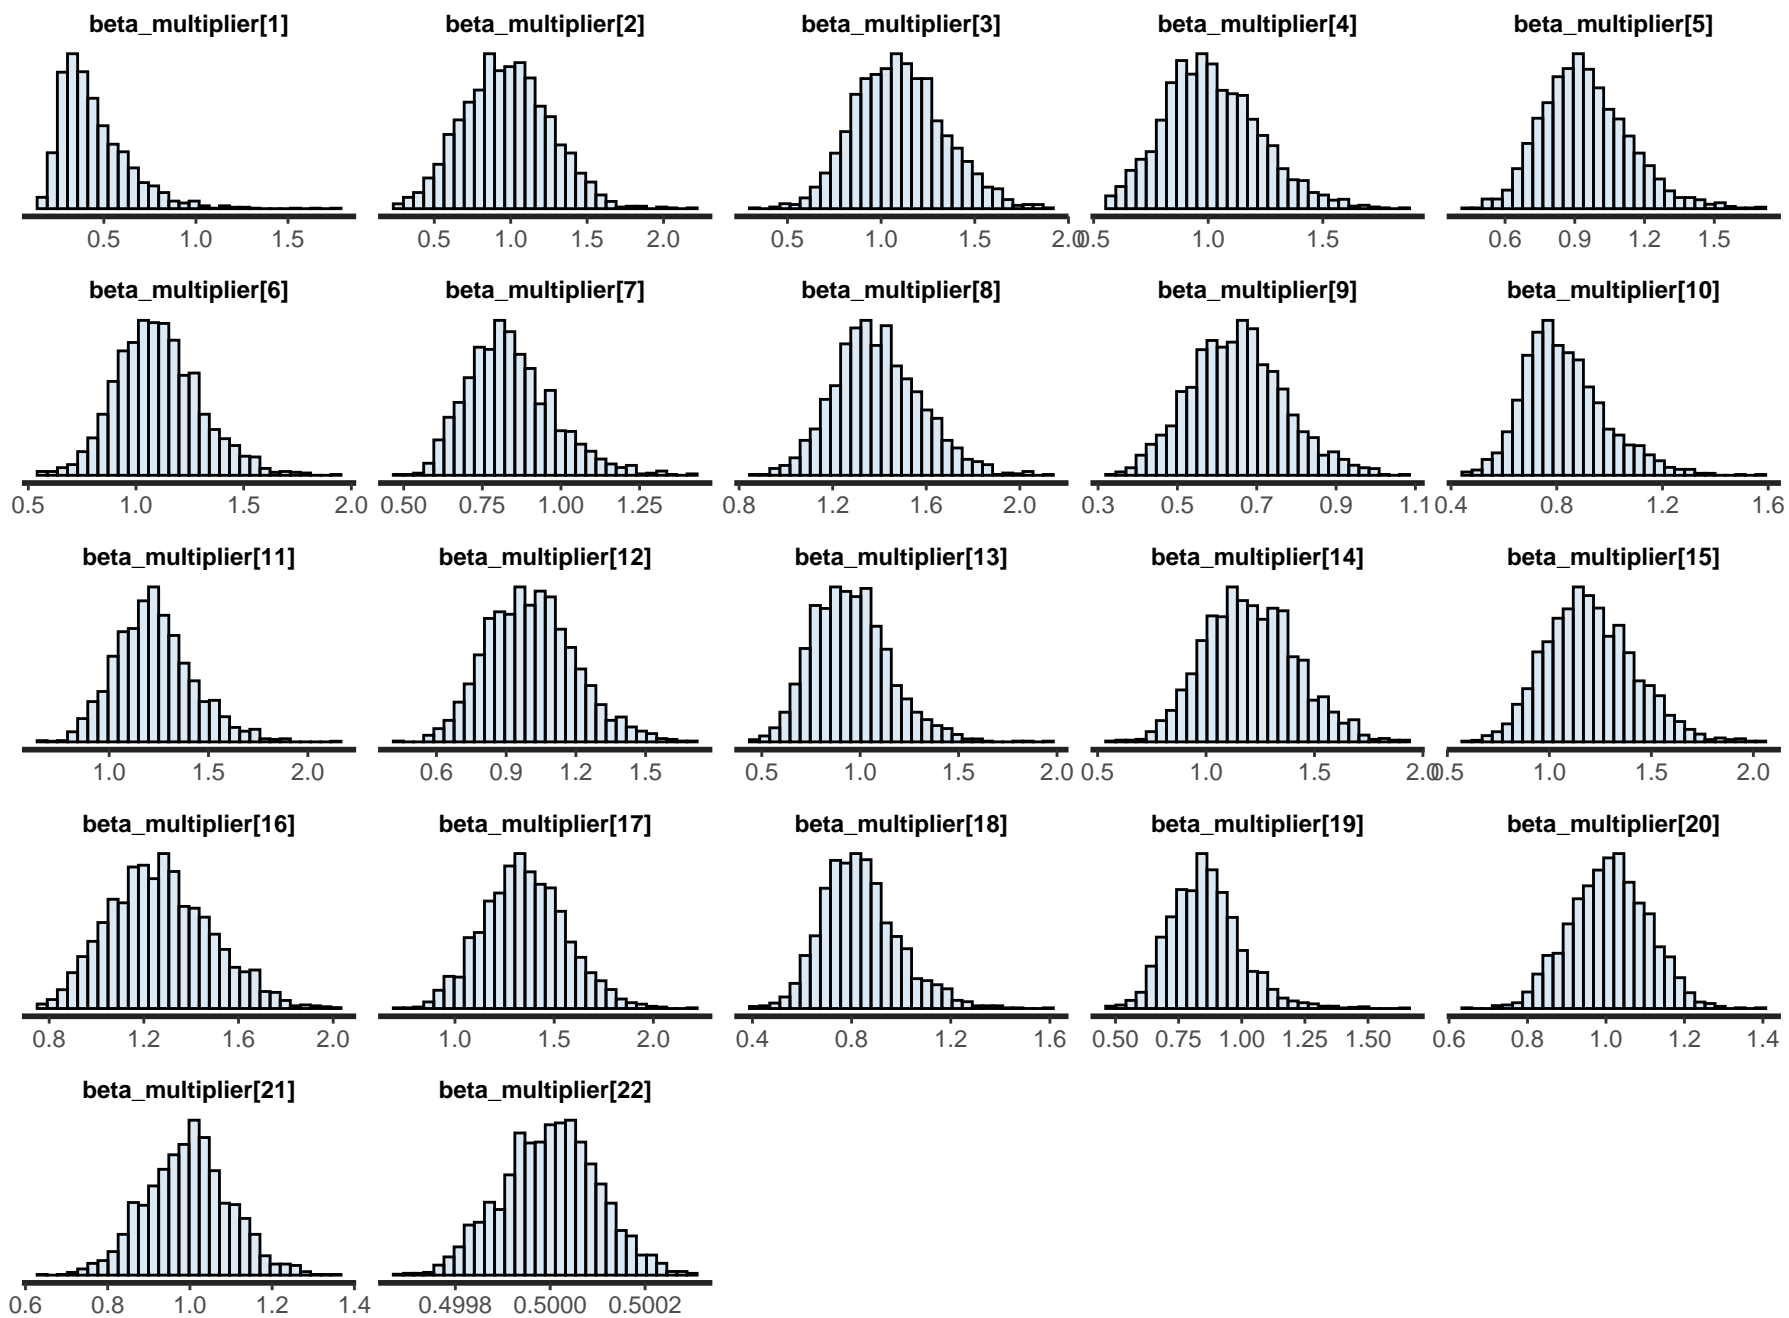 beta_multiplier[1] beta_multiplier[2] beta_multiplier[3] beta_multiplier[4] beta_multiplier[5]
0.5 1.0 1.5 0.5 1.0 1.5 2.0 0.5 1.0 1.5 2.0 0.5 1.0 1.5 0.6 0.9 1.2 1.5
beta_multiplier[6] beta_multiplier[7] beta_multiplier[8] beta_multiplier[9] beta_multiplier[10]
0.5 1.0 1.5 2.0 0.50 0.75 1.00 1.25 0.8 1.2 1.6 2.0 0.3 0.5 0.7 0.9 1.1 0.4 0.8 1.2 1.6
beta_multiplier[11] beta_multiplier[12] beta_multiplier[13] beta_multiplier[14] beta_multiplier[15]
1.0 1.5 2.0 0.6 0.9 1.2 1.5 0.5 1.0 1.5 2.0 0.5 1.0 1.5 2.0 0.5 1.0 1.5 2.0
beta_multiplier[16] beta_multiplier[17] beta_multiplier[18] beta_multiplier[19] beta_multiplier[20]
0.8 1.2 1.6 2.0 1.0 1.5 2.0 0.4 0.8 1.2 1.6 0.50 0.75 1.00 1.25 1.50 0.6 0.8 1.0 1.2 1.4
beta_multiplier[21] beta_multiplier[22]
0.6 0.8 1.0 1.2 1.4 0.4998 0.5000 0.5002